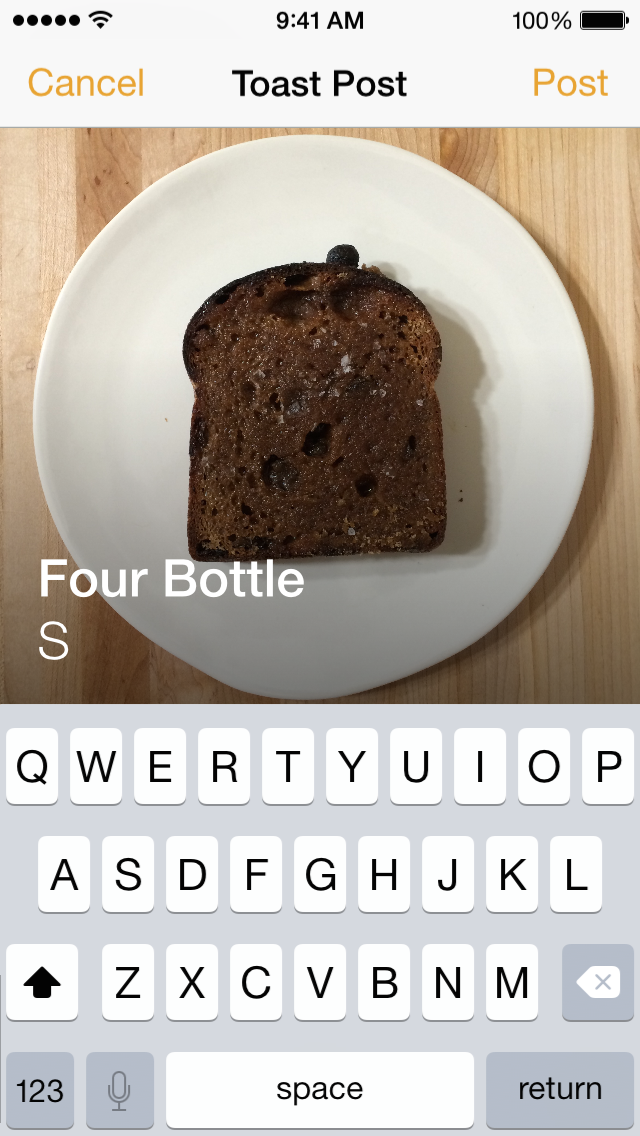 9:41 AM 100%
Cancel Toast Post Post
Four Bottle
S
Q W E R T Y U I O P
A S D F G H J K L
Z X C V B N M
123 space return